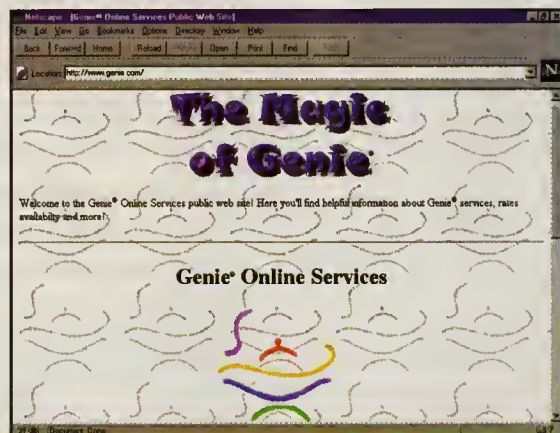 Netscape - [Genie® Online Services Public Web Site]
File Edit View Go Bookmarks Options Directory Window Help
Back Forward Home Reload Open Print Find
Location: http://www.genie.com/
N
The Magic
of Genie
Welcome to the Genie® Online Services public web site! Here you'll find helpful information about Genie® services, rates
availability and more!
Genie® Online Services
Document Done